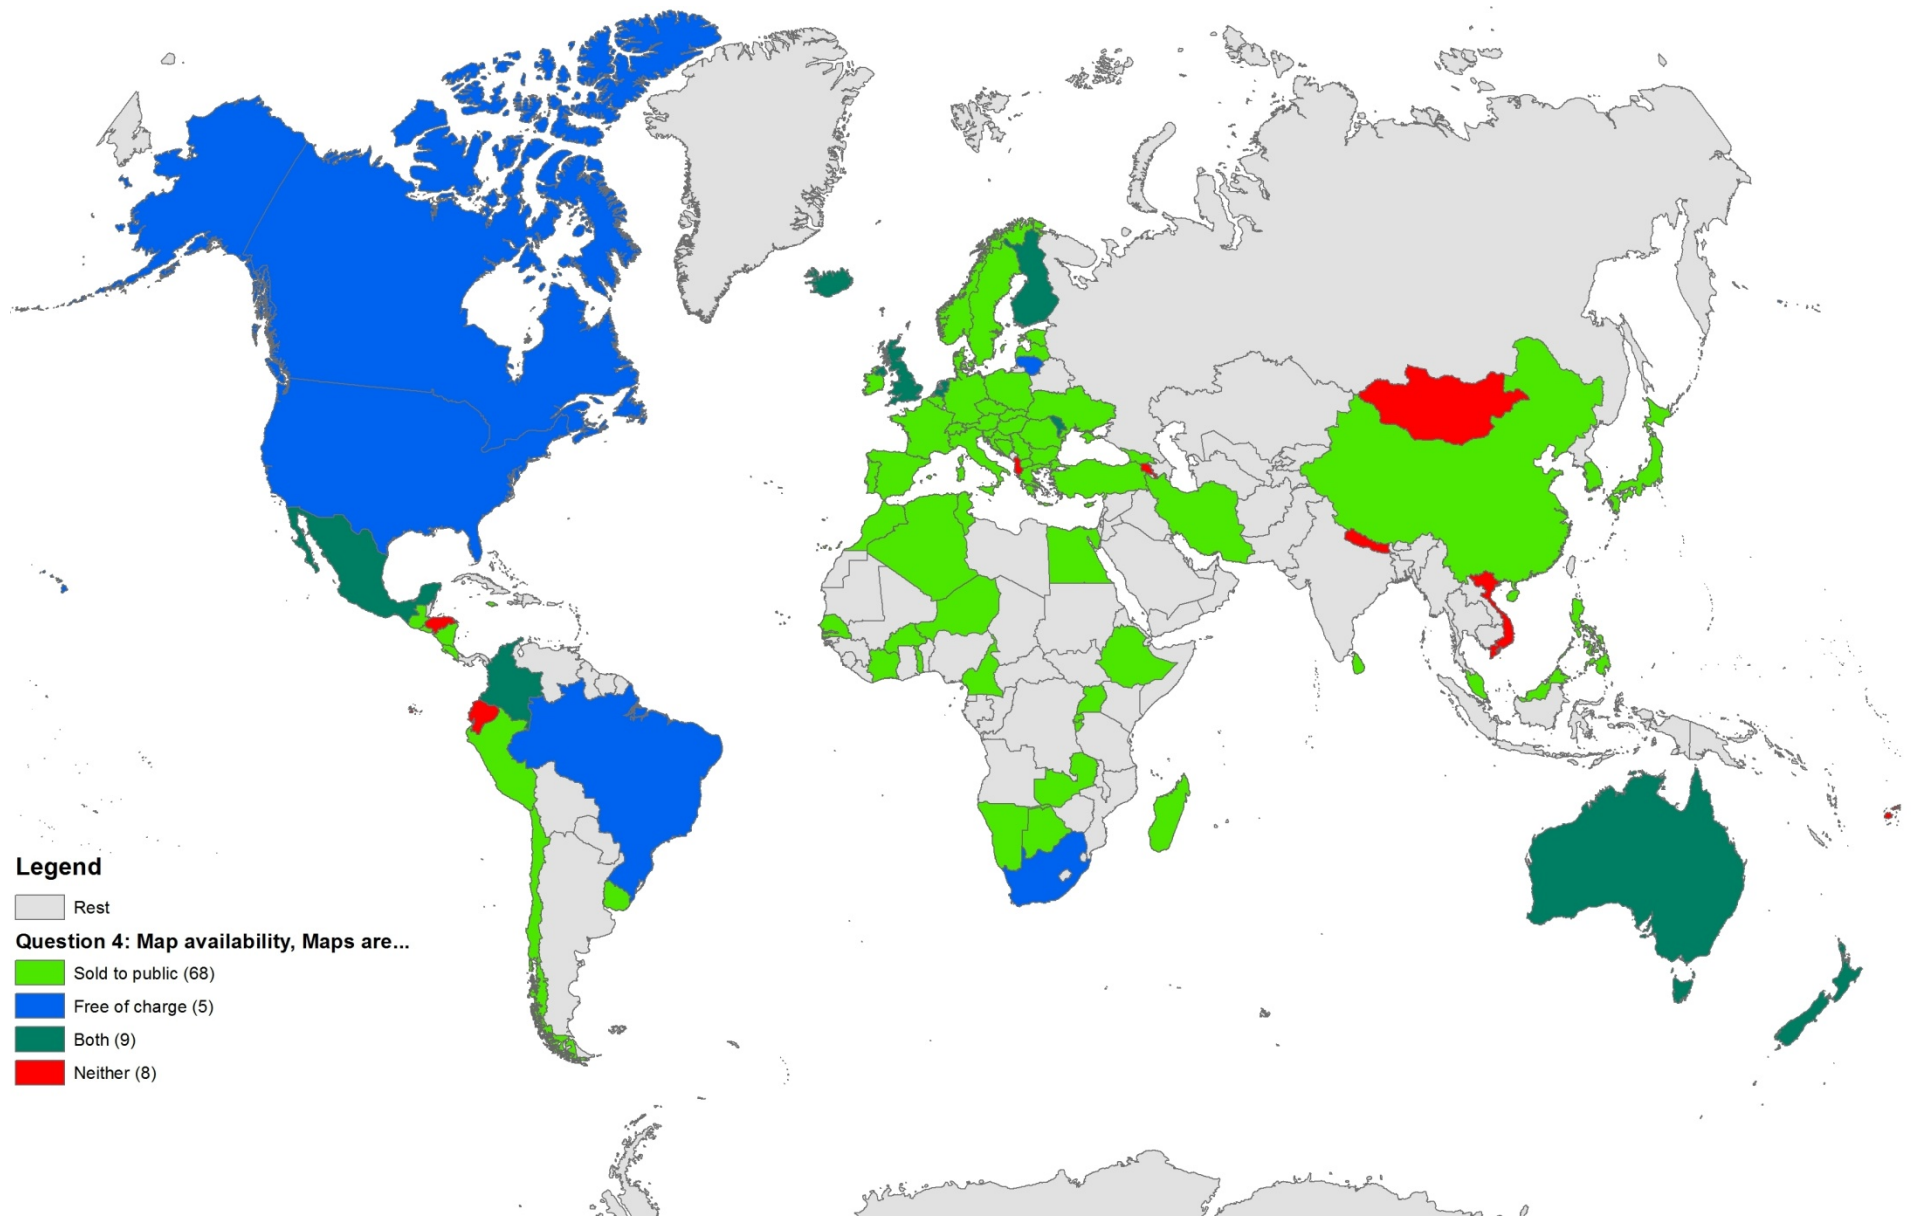 Legend
Rest
Question 4: Map availability, Maps are...
Sold to public (68)
Free of charge (5)
Both (9)
Neither (8)